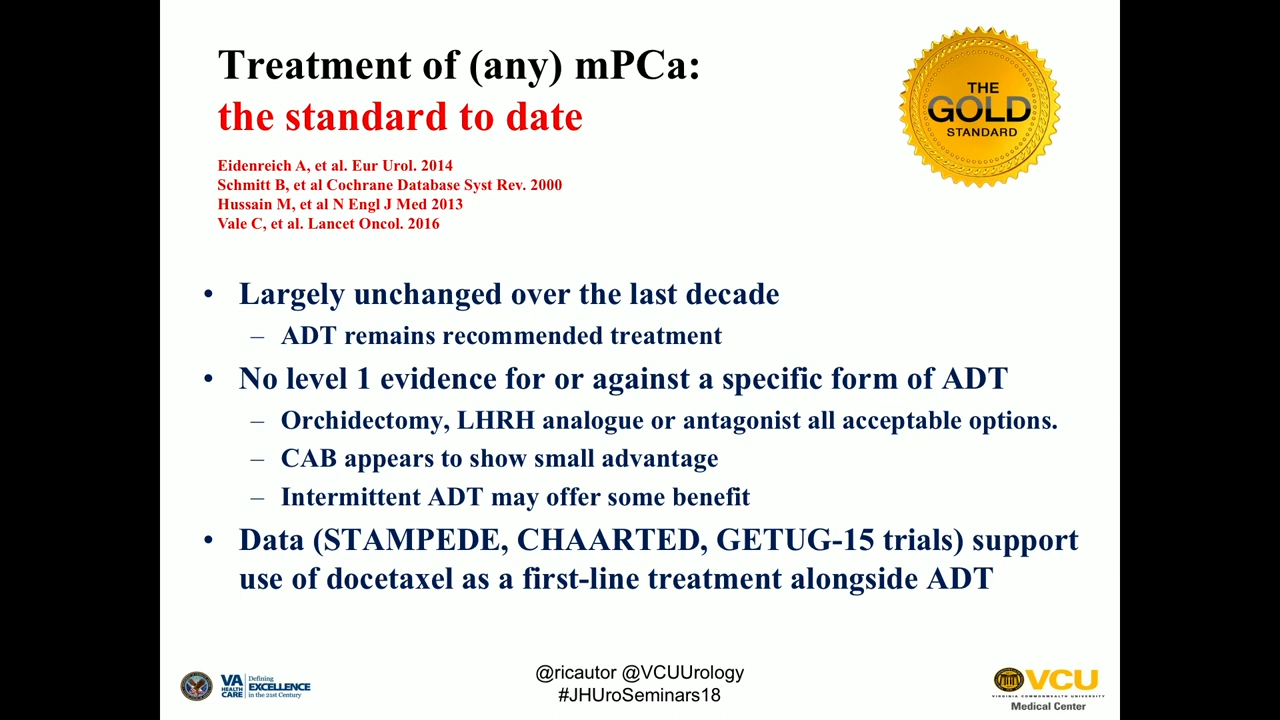 Treatment of (any) mPCa:
the standard to date
THE
GOLD
STANDARD
Eidenreich A, et al. Eur Urol. 2014
Schmitt B, et al Cochrane Database Syst Rev. 2000
Hussain M, et al N Engl J Med 2013
Vale C, et al. Lancet Oncol. 2016
• Largely unchanged over the last decade
– ADT remains recommended treatment
• No level 1 evidence for or against a specific form of ADT
– Orchidectomy, LHRH analogue or antagonist all acceptable options.
– CAB appears to show small advantage
– Intermittent ADT may offer some benefit
• Data (STAMPEDE, CHAARTED, GETUG-15 trials) support
use of docetaxel as a first-line treatment alongside ADT
VA
HEALTH
CARE
Defining
EXCELLENCE
in the 21st Century
@ricautor @VCUUrology
#JHUroSeminars18
VCU
VIRGINIA COMMONWEALTH UNIVERSITY
Medical Center